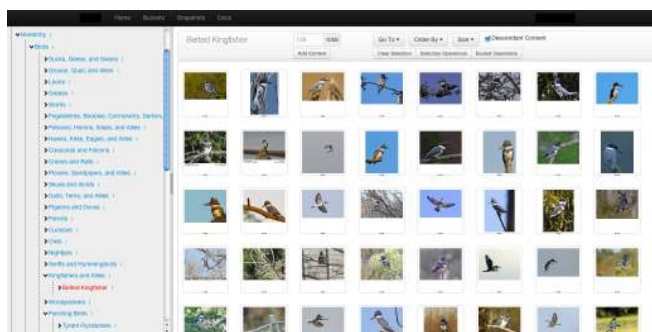 Home Buckets Snapshots Docs
Hierarchy
Birds
Ducks, Geese, and Swans
Grouse, Quail, and Allies
Loons
Grebes
Storks
Frigatebirds, Boobies, Cormorants, Darters,
Pelicans, Herons, Ibises, and Allies
Hawks, Kites, Eagles, and Allies
Caracaras and Falcons
Cranes and Rails
Plovers, Sandpipers, and Allies
Skuas and Jaegers
Gulls, Terns, and Allies
Pigeons and Doves
Parrots
Cuckoos
Owls
Nightjars
Swifts and Hummingbirds
Kingfishers and Allies
Belted Kingfisher
Woodpeckers
Perching Birds
Tyrant Flycatchers
Belted Kingfisher
Go To Order By Size Descendant Content
Add Content Clear Selection Selection Operations Bucket Operations